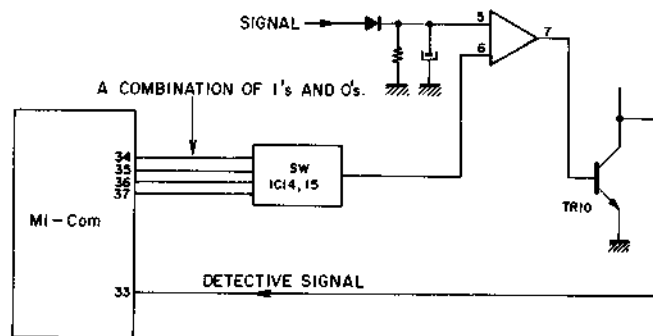 SIGNAL
5
6
7
A COMBINATION OF 1's AND 0's.
34
35
36
37
SW
IC14, 15
Mi-Com
TR10
33
DETECTIVE SIGNAL